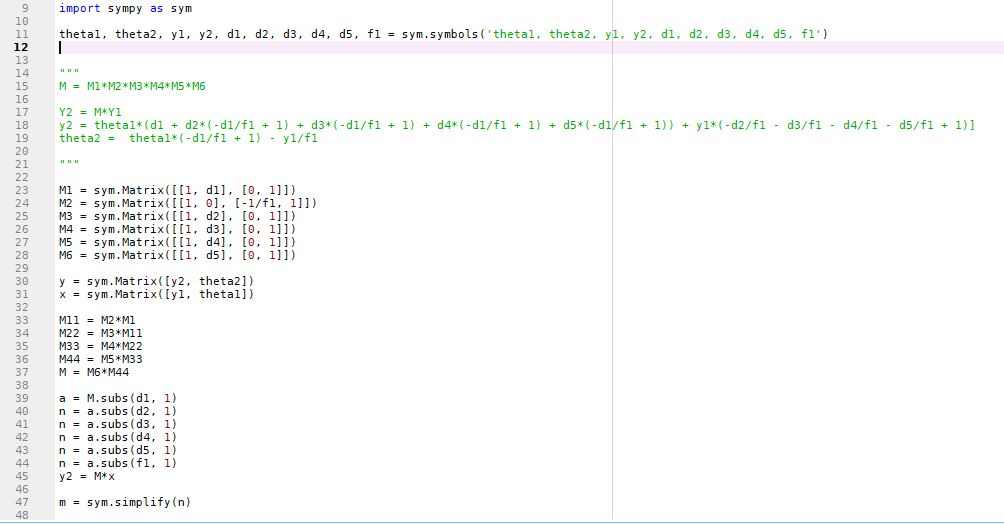 9 import sympy as sym
10
11 theta1, theta2, y1, y2, d1, d2, d3, d4, d5, f1 = sym.symbols('theta1, theta2, y1, y2, d1, d2, d3, d4, d5, f1')
12
13
14 """
15 M = M1*M2*M3*M4*M5*M6
16
17 Y2 = M*Y1
18 y2 = theta1*(d1 + d2*(-d1/f1 + 1) + d3*(-d1/f1 + 1) + d4*(-d1/f1 + 1) + d5*(-d1/f1 + 1)) + y1*(-d2/f1 - d3/f1 - d4/f1 - d5/f1 + 1)]
19 theta2 =  theta1*(-d1/f1 + 1) - y1/f1
20
21 """
22
23 M1 = sym.Matrix([[1, d1], [0, 1]])
24 M2 = sym.Matrix([[1, 0], [-1/f1, 1]])
25 M3 = sym.Matrix([[1, d2], [0, 1]])
26 M4 = sym.Matrix([[1, d3], [0, 1]])
27 M5 = sym.Matrix([[1, d4], [0, 1]])
28 M6 = sym.Matrix([[1, d5], [0, 1]])
29
30 y = sym.Matrix([y2, theta2])
31 x = sym.Matrix([y1, theta1])
32
33 M11 = M2*M1
34 M22 = M3*M11
35 M33 = M4*M22
36 M44 = M5*M33
37 M = M6*M44
38
39 a = M.subs(d1, 1)
40 n = a.subs(d2, 1)
41 n = a.subs(d3, 1)
42 n = a.subs(d4, 1)
43 n = a.subs(d5, 1)
44 n = a.subs(f1, 1)
45 y2 = M*x
46
47 m = sym.simplify(n)
48